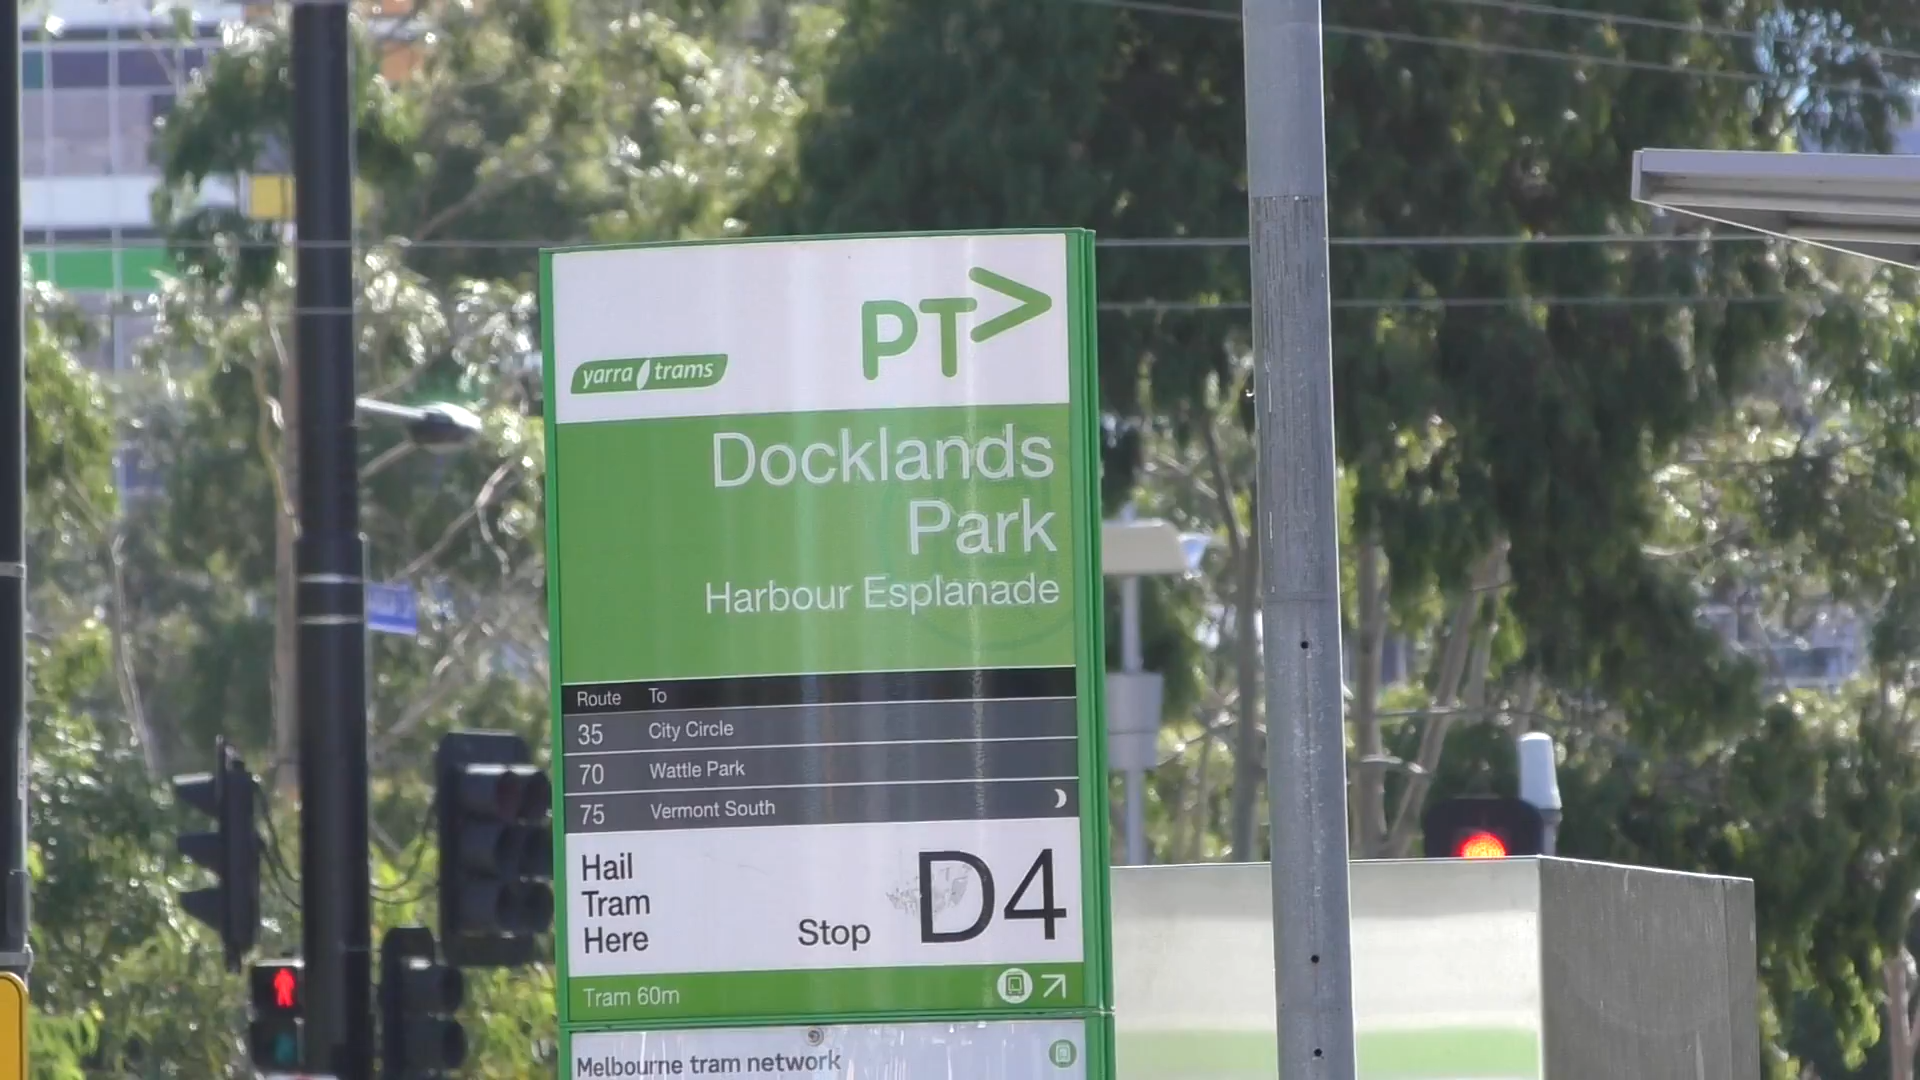 yarra trams
PT>
Docklands
Park
Harbour Esplanade
Route To
35 City Circle
70 Wattle Park
75 Vermont South
Hail
Tram
Here
Stop D4
Tram 60m
Melbourne tram network